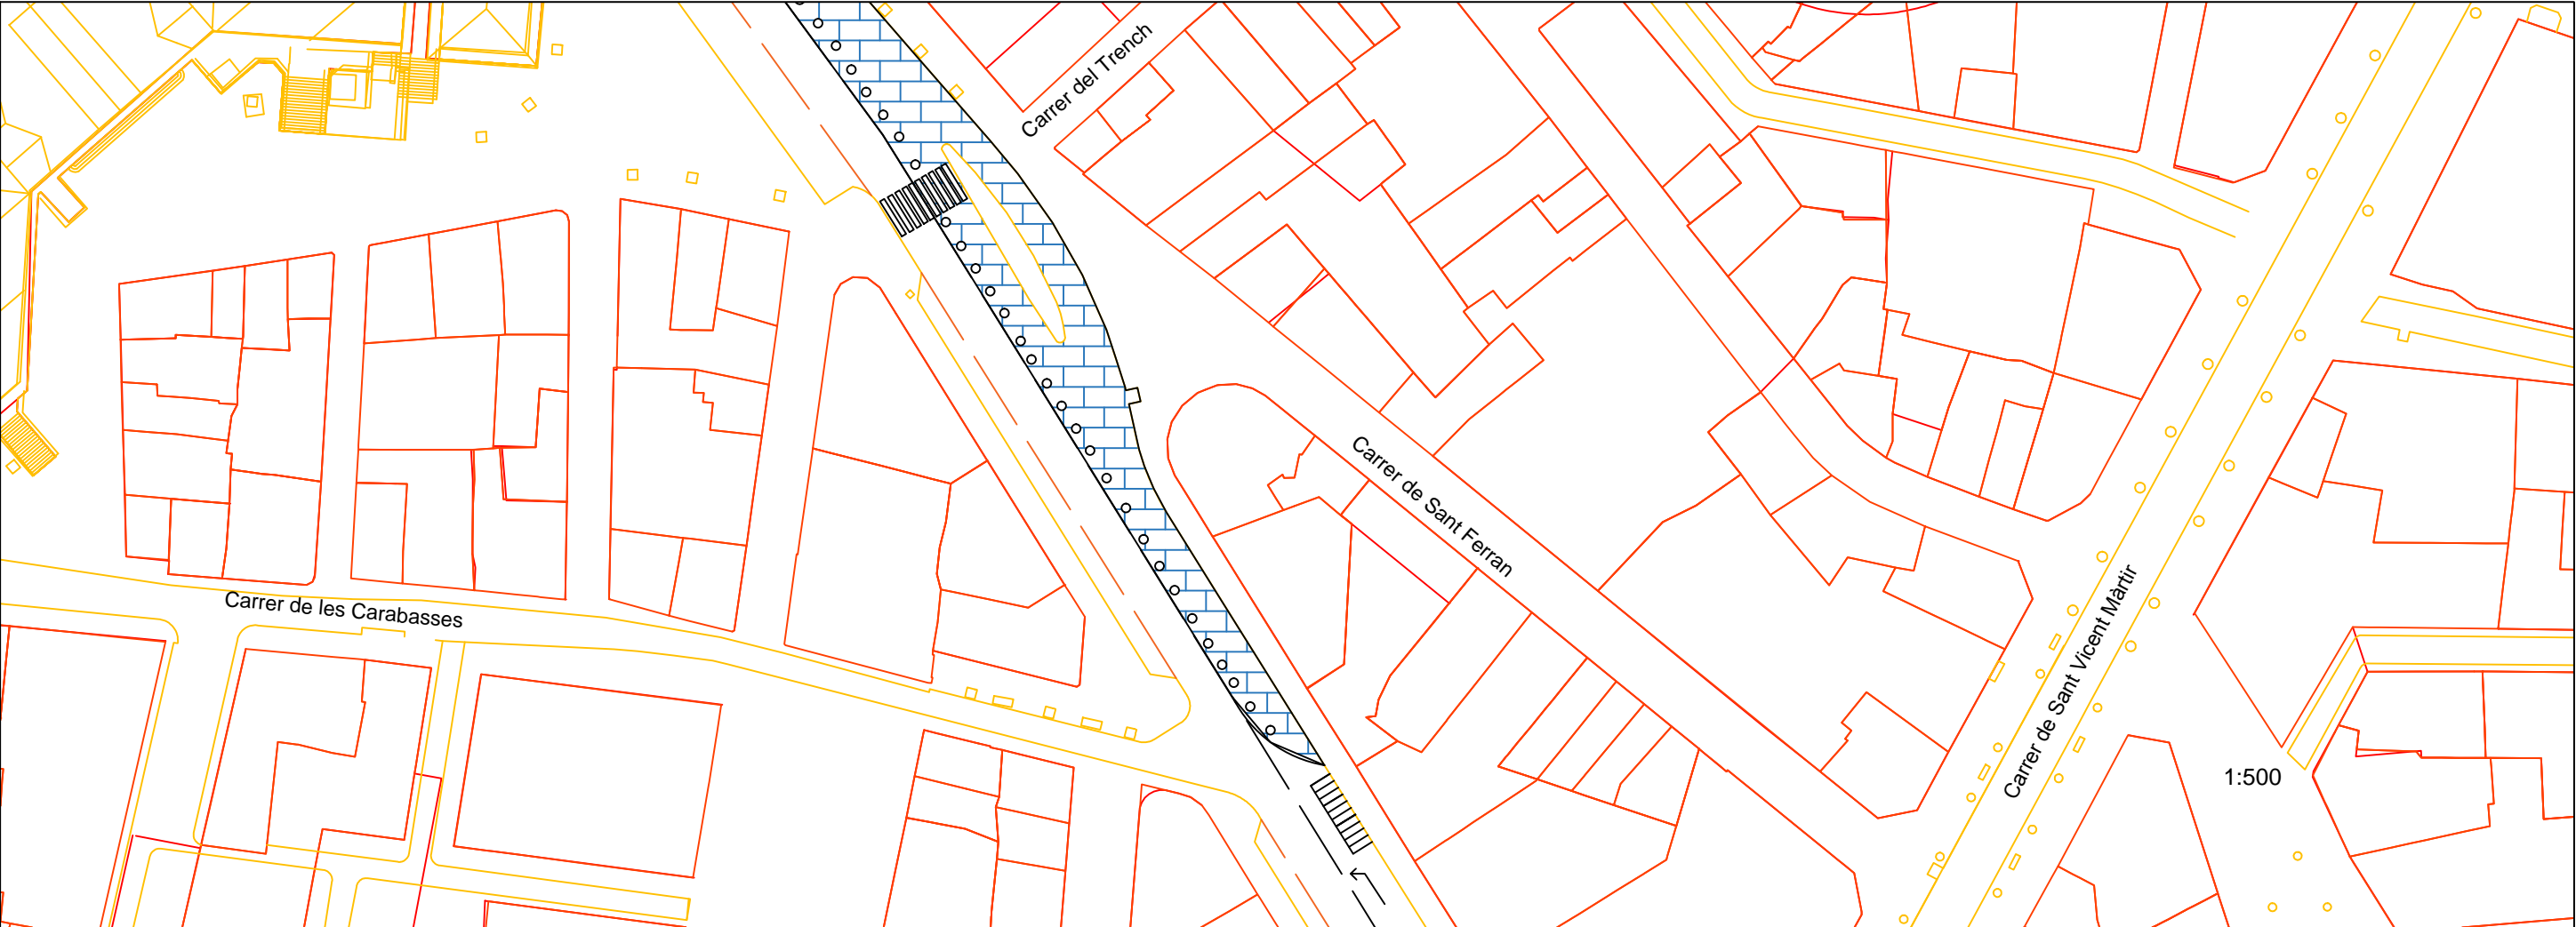 Carrer del Trench
Carrer de Sant Ferran
Carrer de les Carabasses
Carrer de Sant Vicent Màrtir
1:500